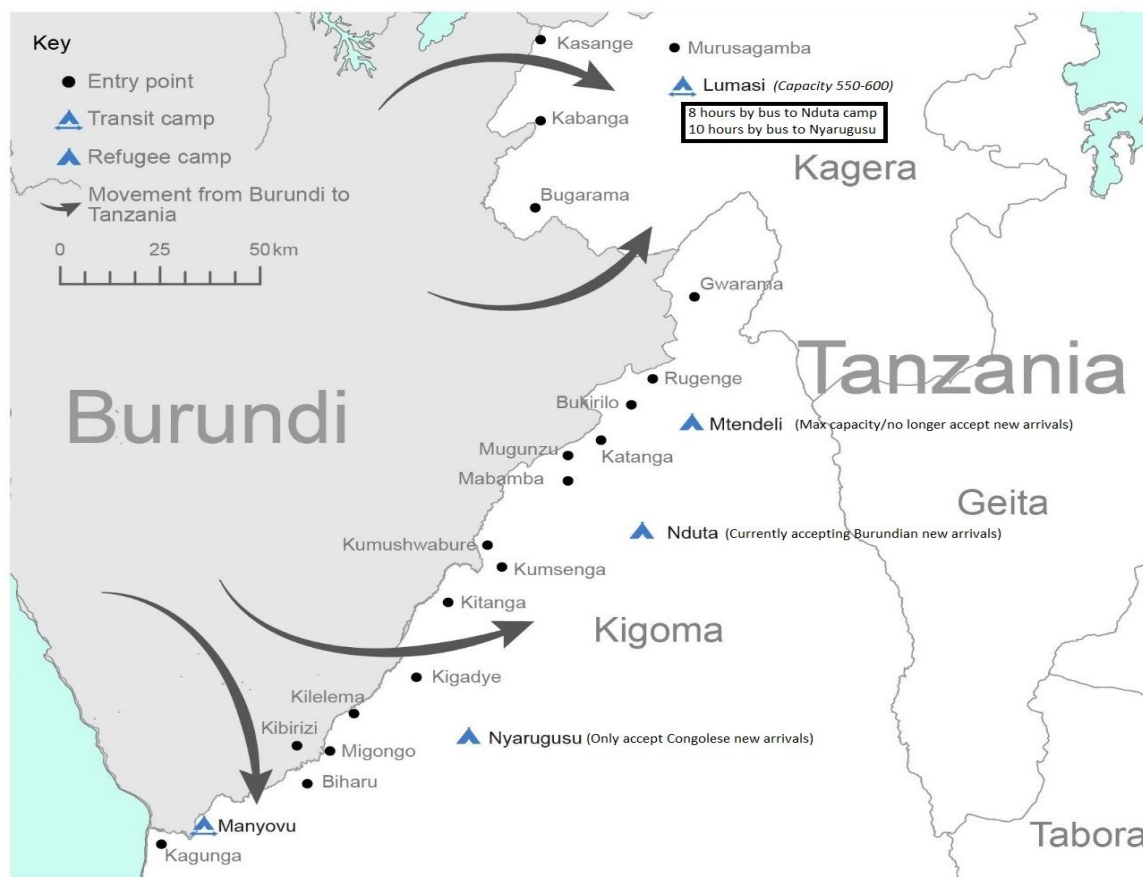 Key
Entry point
Transit camp
Refugee camp
Movement from Burundi to
Tanzania
0 25 50 km
Kasange
Murusagamba
Lumasi (Capacity 550-600)
8 hours by bus to Nduta camp
10 hours by bus to Nyarugusu
Kabanga
Kagera
Bugarama
Gwarama
Tanzania
Rugenge
Burundi
Bukirilo
Mtendeli (Max capacity/no longer accept new arrivals)
Mugunzu
Katanga
Mabamba
Geita
Nduta (Currently accepting Burundian new arrivals)
Kumushwabure
Kumsenga
Kitanga
Kigoma
Kigadye
Kilelema
Kibirizi
Nyarugusu (Only accept Congolese new arrivals)
Migongo
Biharu
Manyovu
Tabora
Kagunga